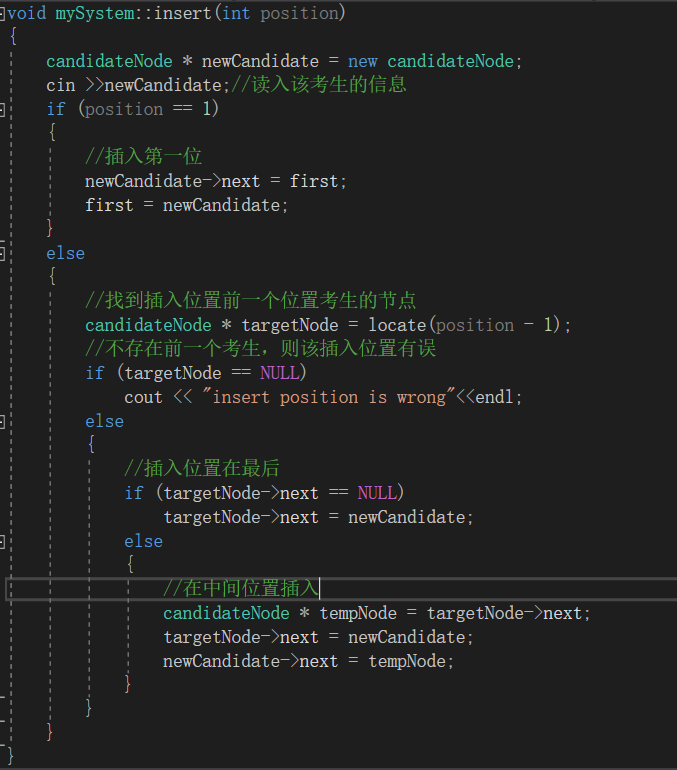 void mySystem::insert(int position)
{
candidateNode * newCandidate = new candidateNode;
cin >>newCandidate;//读入该考生的信息
if (position == 1)
{
//插入第一位
newCandidate->next = first;
first = newCandidate;
}
else
{
//找到插入位置前一个位置考生的节点
candidateNode * targetNode = locate(position - 1);
//不存在前一个考生，则该插入位置有误
if (targetNode == NULL)
cout << "insert position is wrong"<<endl;
else
{
//插入位置在最后
if (targetNode->next == NULL)
targetNode->next = newCandidate;
else
{
//在中间位置插入
candidateNode * tempNode = targetNode->next;
targetNode->next = newCandidate;
newCandidate->next = tempNode;
}
}
}
}